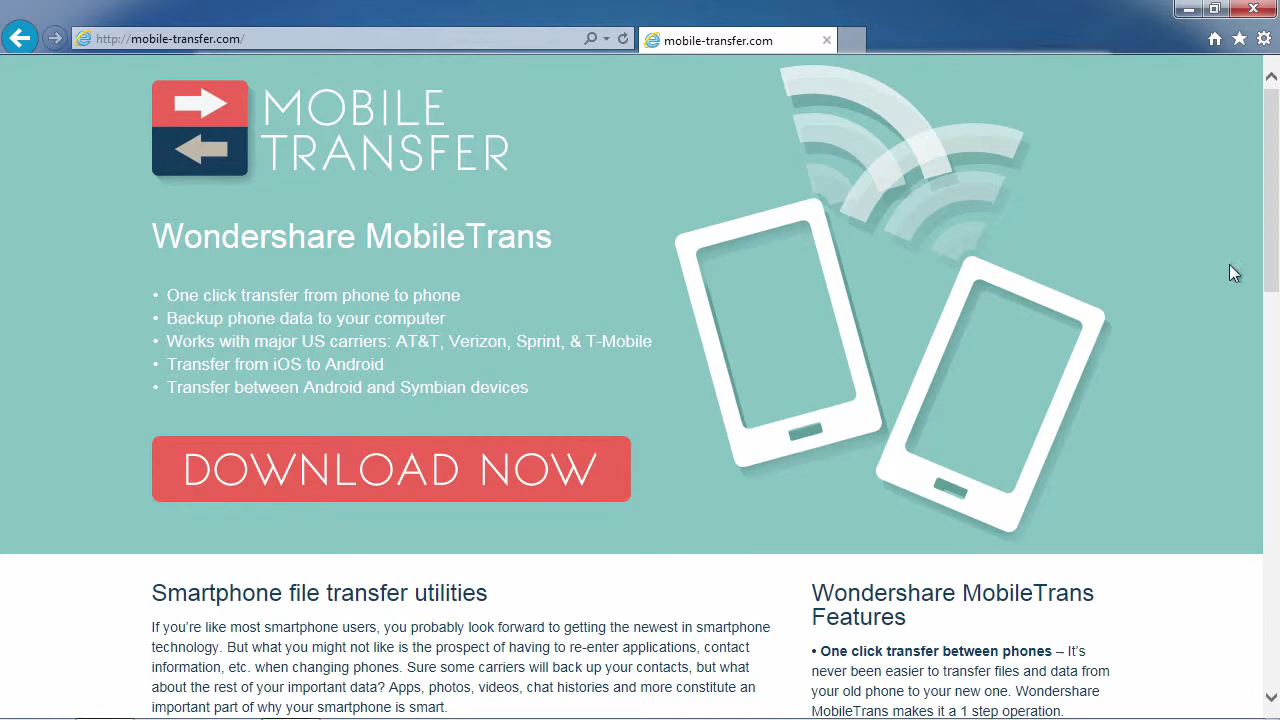 http://mobile-transfer.com/
mobile-transfer.com
MOBILE
TRANSFER
Wondershare MobileTrans
• One click transfer from phone to phone
• Backup phone data to your computer
• Works with major US carriers: AT&T, Verizon, Sprint, & T-Mobile
• Transfer from iOS to Android
• Transfer between Android and Symbian devices
DOWNLOAD NOW
Smartphone file transfer utilities
If you're like most smartphone users, you probably look forward to getting the newest in smartphone
technology. But what you might not like is the prospect of having to re-enter applications, contact
information, etc. when changing phones. Sure some carriers will back up your contacts, but what
about the rest of your important data? Apps, photos, videos, chat histories and more constitute an
important part of why your smartphone is smart.
Wondershare MobileTrans
Features
• One click transfer between phones – It's
never been easier to transfer files and data from
your old phone to your new one. Wondershare
MobileTrans makes it a 1 step operation.